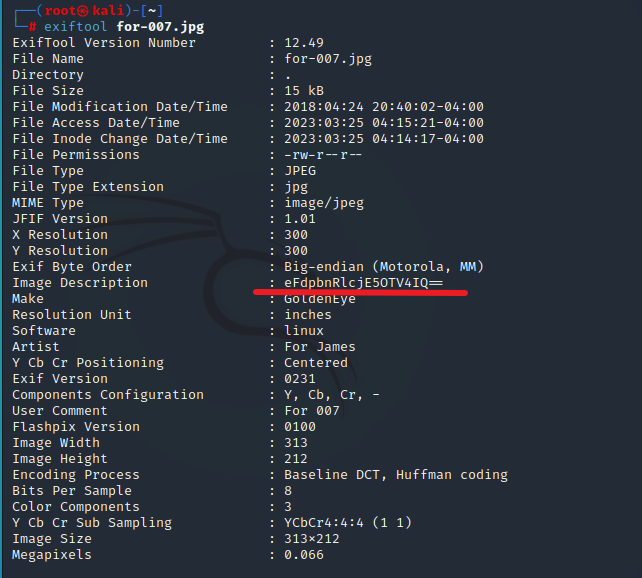 ┌──(root㉿kali)-[~]
└─# exiftool for-007.jpg
ExifTool Version Number : 12.49
File Name : for-007.jpg
Directory : .
File Size : 15 kB
File Modification Date/Time : 2018:04:24 20:40:02-04:00
File Access Date/Time : 2023:03:25 04:15:21-04:00
File Inode Change Date/Time : 2023:03:25 04:14:17-04:00
File Permissions : -rw-r--r--
File Type : JPEG
File Type Extension : jpg
MIME Type : image/jpeg
JFIF Version : 1.01
X Resolution : 300
Y Resolution : 300
Exif Byte Order : Big-endian (Motorola, MM)
Image Description : eFdpbnRlcjE5OTV4IQ==
Make : GoldenEye
Resolution Unit : inches
Software : linux
Artist : For James
Y Cb Cr Positioning : Centered
Exif Version : 0231
Components Configuration : Y, Cb, Cr, -
User Comment : For 007
Flashpix Version : 0100
Image Width : 313
Image Height : 212
Encoding Process : Baseline DCT, Huffman coding
Bits Per Sample : 8
Color Components : 3
Y Cb Cr Sub Sampling : YCbCr4:4:4 (1 1)
Image Size : 313×212
Megapixels : 0.066